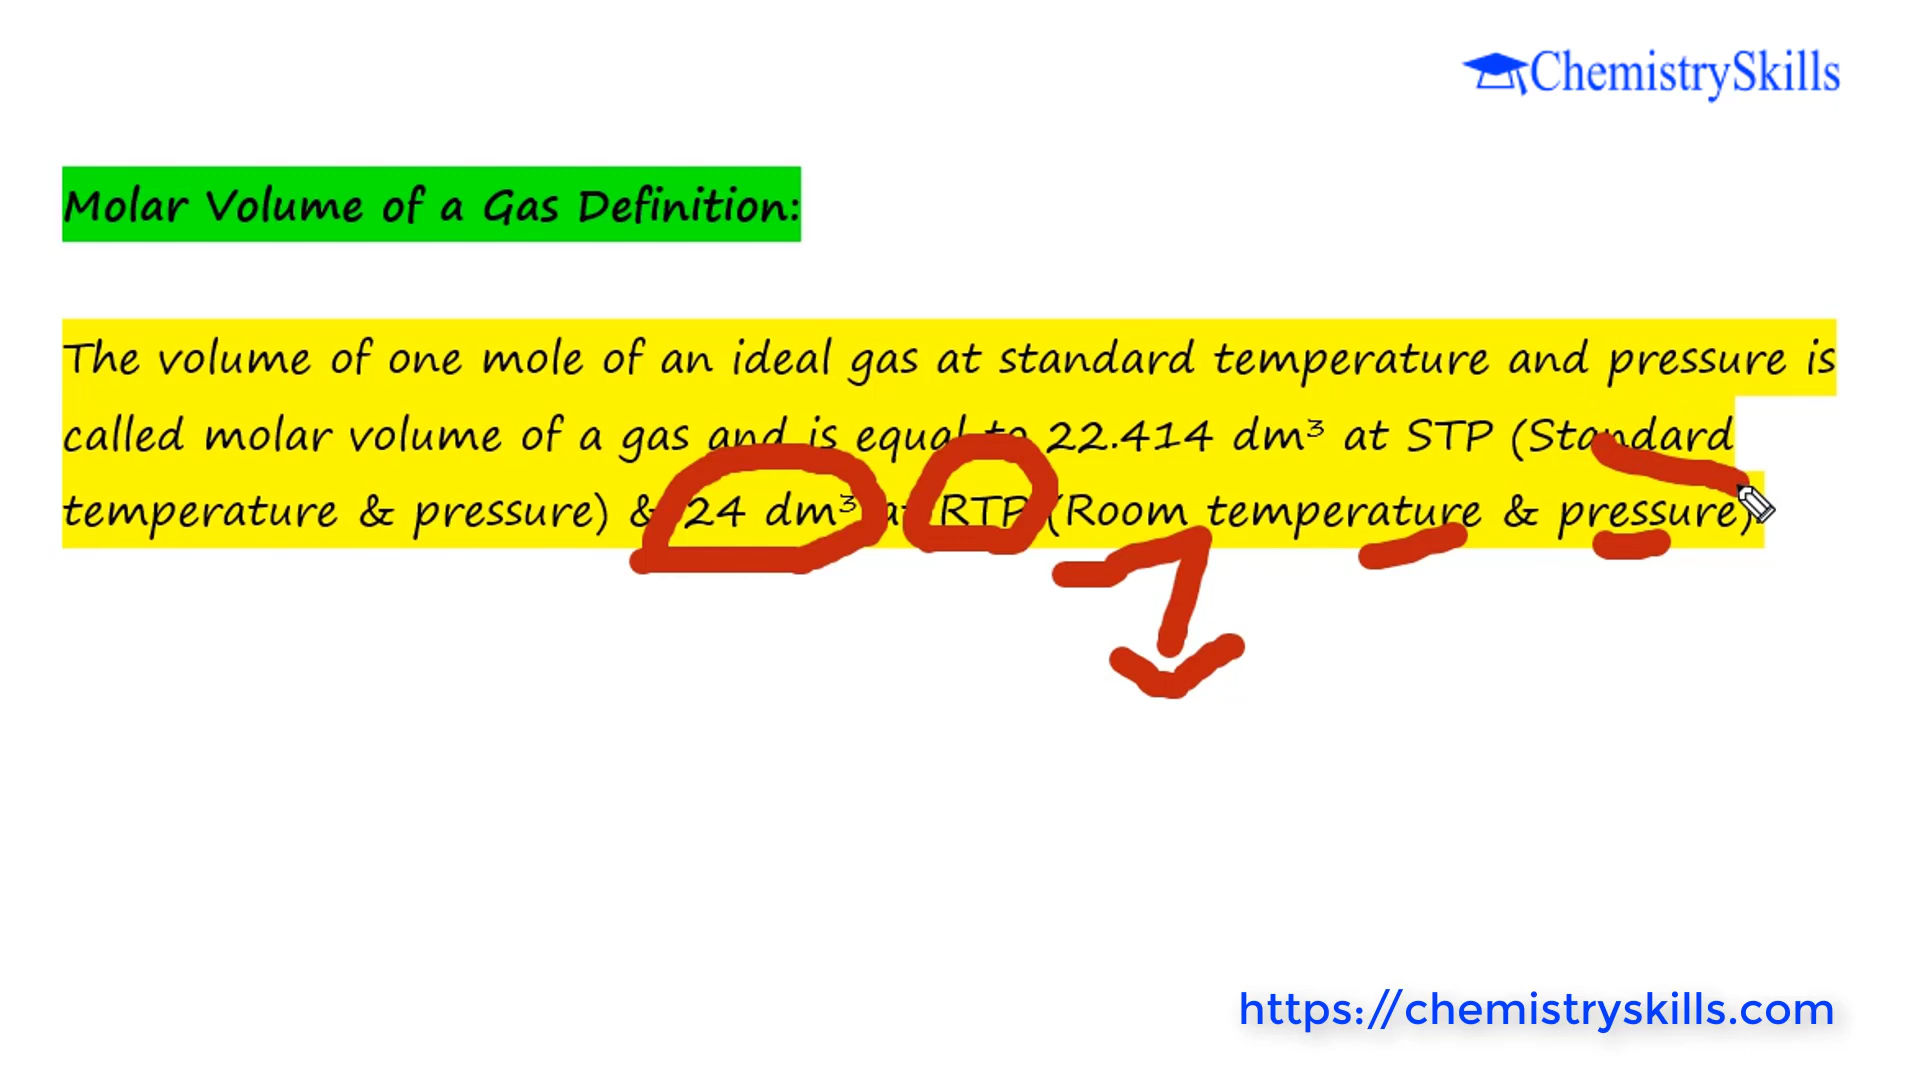 ChemistrySkills
Molar Volume of a Gas Definition:
The volume of one mole of an ideal gas at standard temperature and pressure is
called molar volume of a gas and is equal to 22.414 dm³ at STP (Standard
temperature & pressure) & 24 dm³ at RTP (Room temperature & pressure).
https://chemistryskills.com